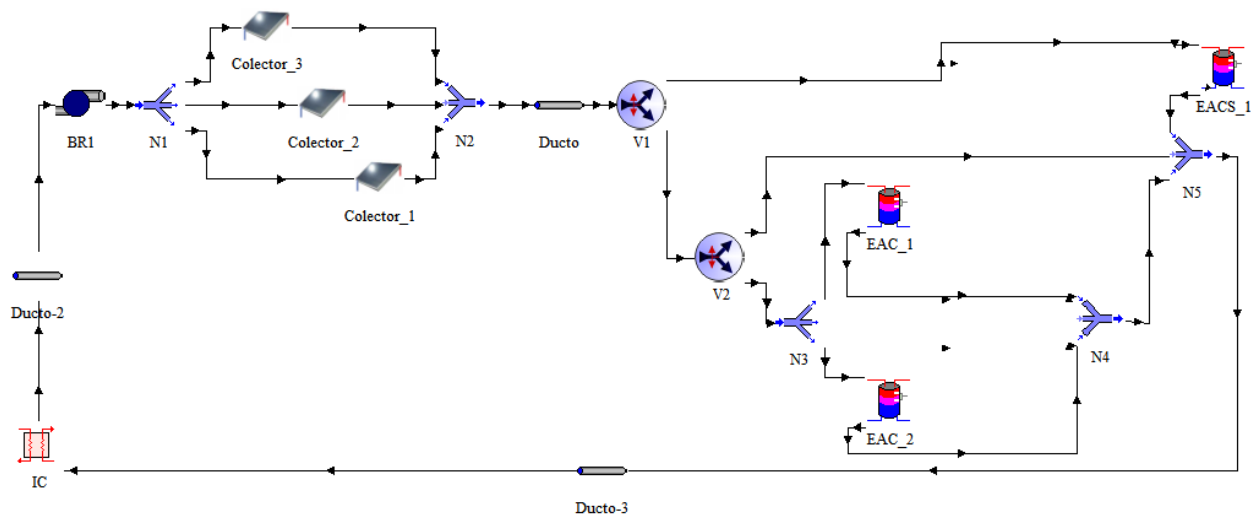 Colector_3
EACS_1
BR1
N1
Colector_2
N2
Ducto
V1
N5
Colector_1
EAC_1
Ducto-2
V2
N3
N4
EAC_2
IC
Ducto-3